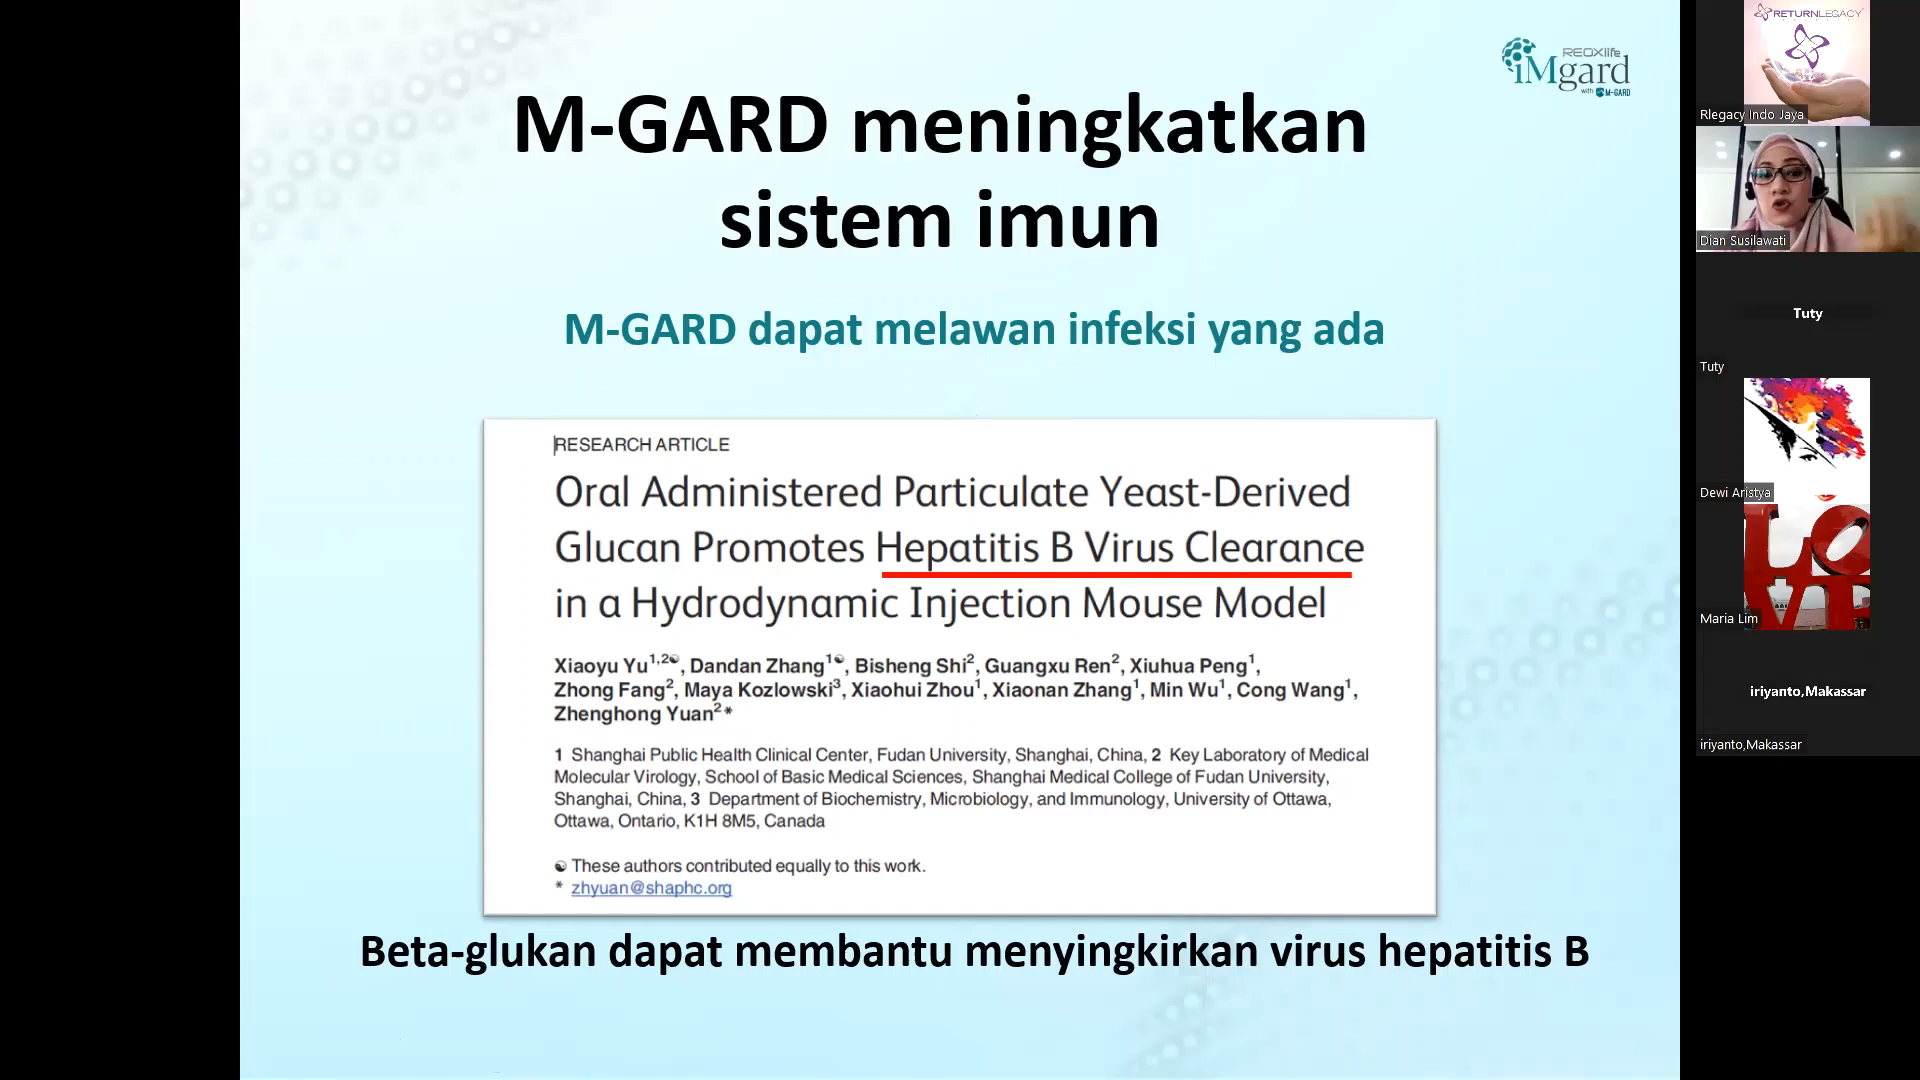 M-GARD meningkatkan
sistem imun
REOXlife
iMgard
with M-GARD
M-GARD dapat melawan infeksi yang ada
RESEARCH ARTICLE
Oral Administered Particulate Yeast-Derived
Glucan Promotes Hepatitis B Virus Clearance
in a Hydrodynamic Injection Mouse Model
Xiaoyu Yu1,2☯, Dandan Zhang1☯, Bisheng Shi2, Guangxu Ren2, Xiuhua Peng1,
Zhong Fang2, Maya Kozlowski3, Xiaohui Zhou1, Xiaonan Zhang1, Min Wu1, Cong Wang1,
Zhenghong Yuan2*
1 Shanghai Public Health Clinical Center, Fudan University, Shanghai, China, 2 Key Laboratory of Medical
Molecular Virology, School of Basic Medical Sciences, Shanghai Medical College of Fudan University,
Shanghai, China, 3 Department of Biochemistry, Microbiology, and Immunology, University of Ottawa,
Ottawa, Ontario, K1H 8M5, Canada
☯ These authors contributed equally to this work.
* zhyuan@shaphc.org
Beta-glukan dapat membantu menyingkirkan virus hepatitis B
RETURNLEGACY
Rlegacy Indo Jaya
Dian Susilawati
Tuty
Tuty
Dewi Aristya
LO
VE
Maria Lim
iriyanto,Makassar
iriyanto,Makassar